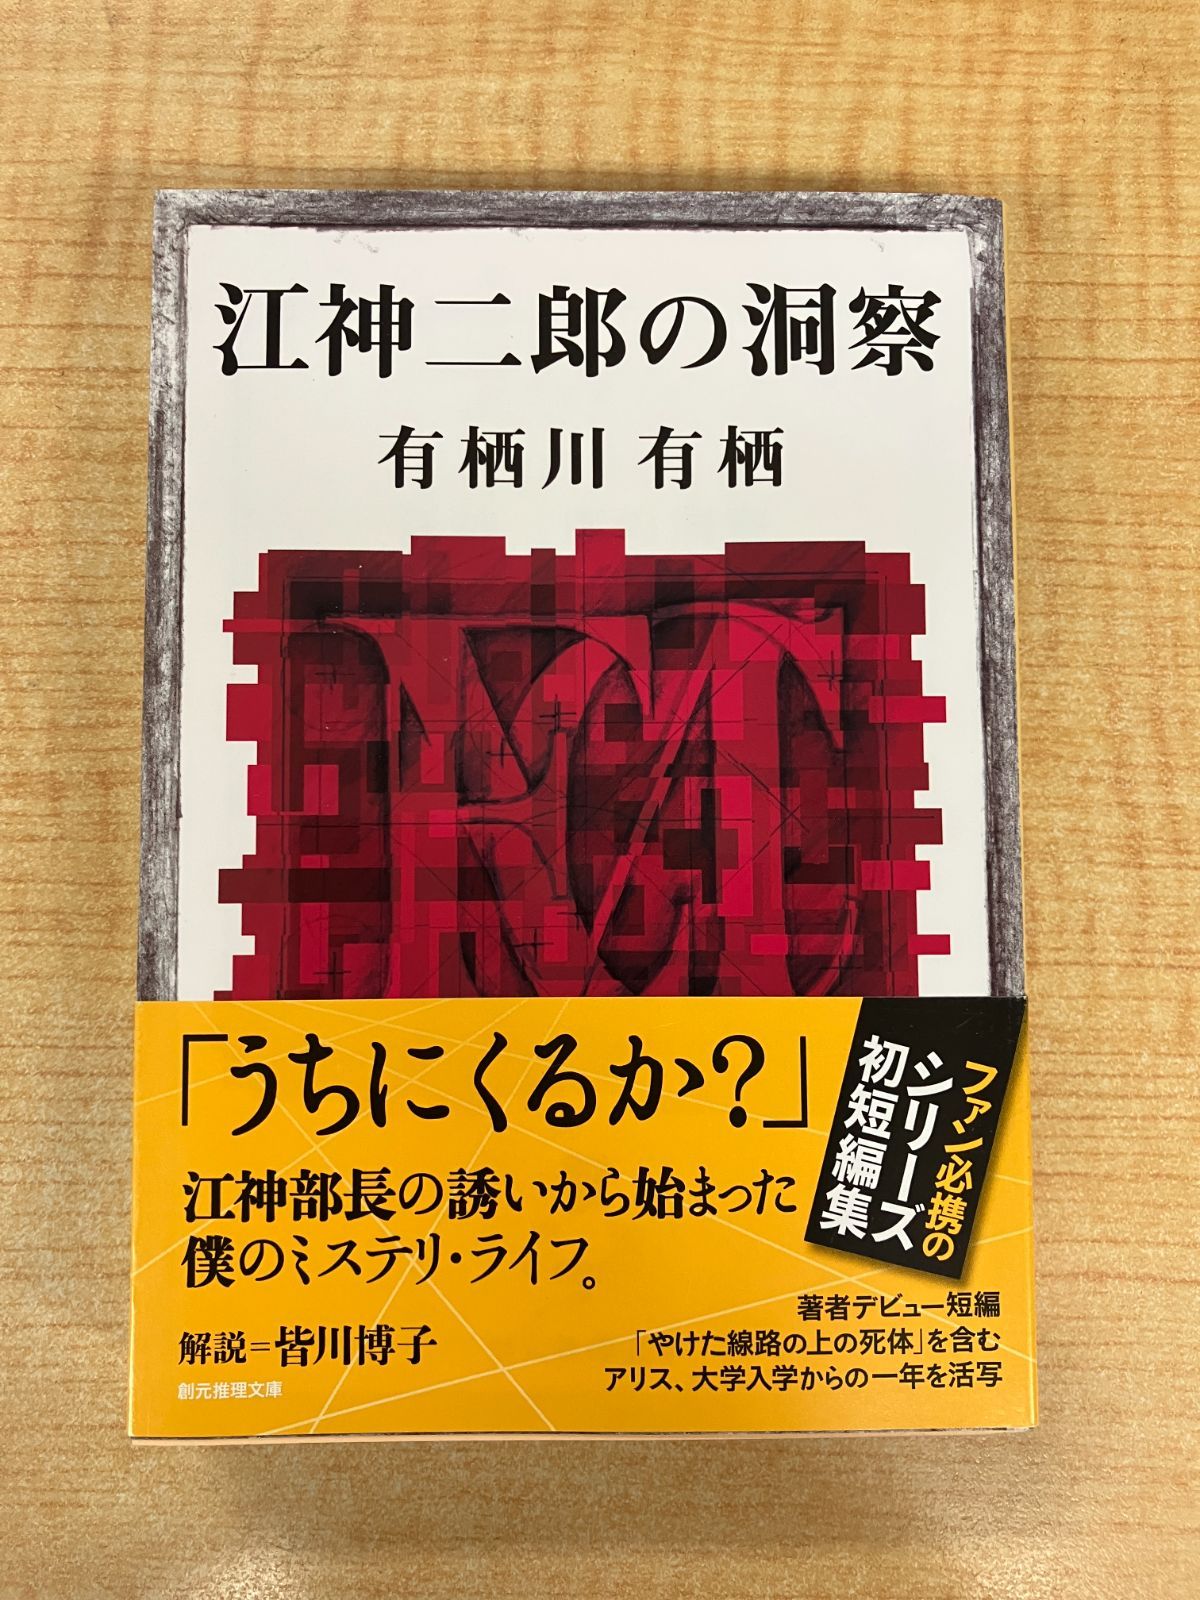 江神二郎の洞察
有栖川有栖
EMC
「うちにくるか?」
江神部長の誘いから始まった
僕のミステリ・ライフ。
解説=皆川博子
創元推理文庫
ファン必携の
シリーズ
初短編集
著者デビュー短編
「やけた線路の上の死体」を含む
アリス、大学入学からの一年を活写